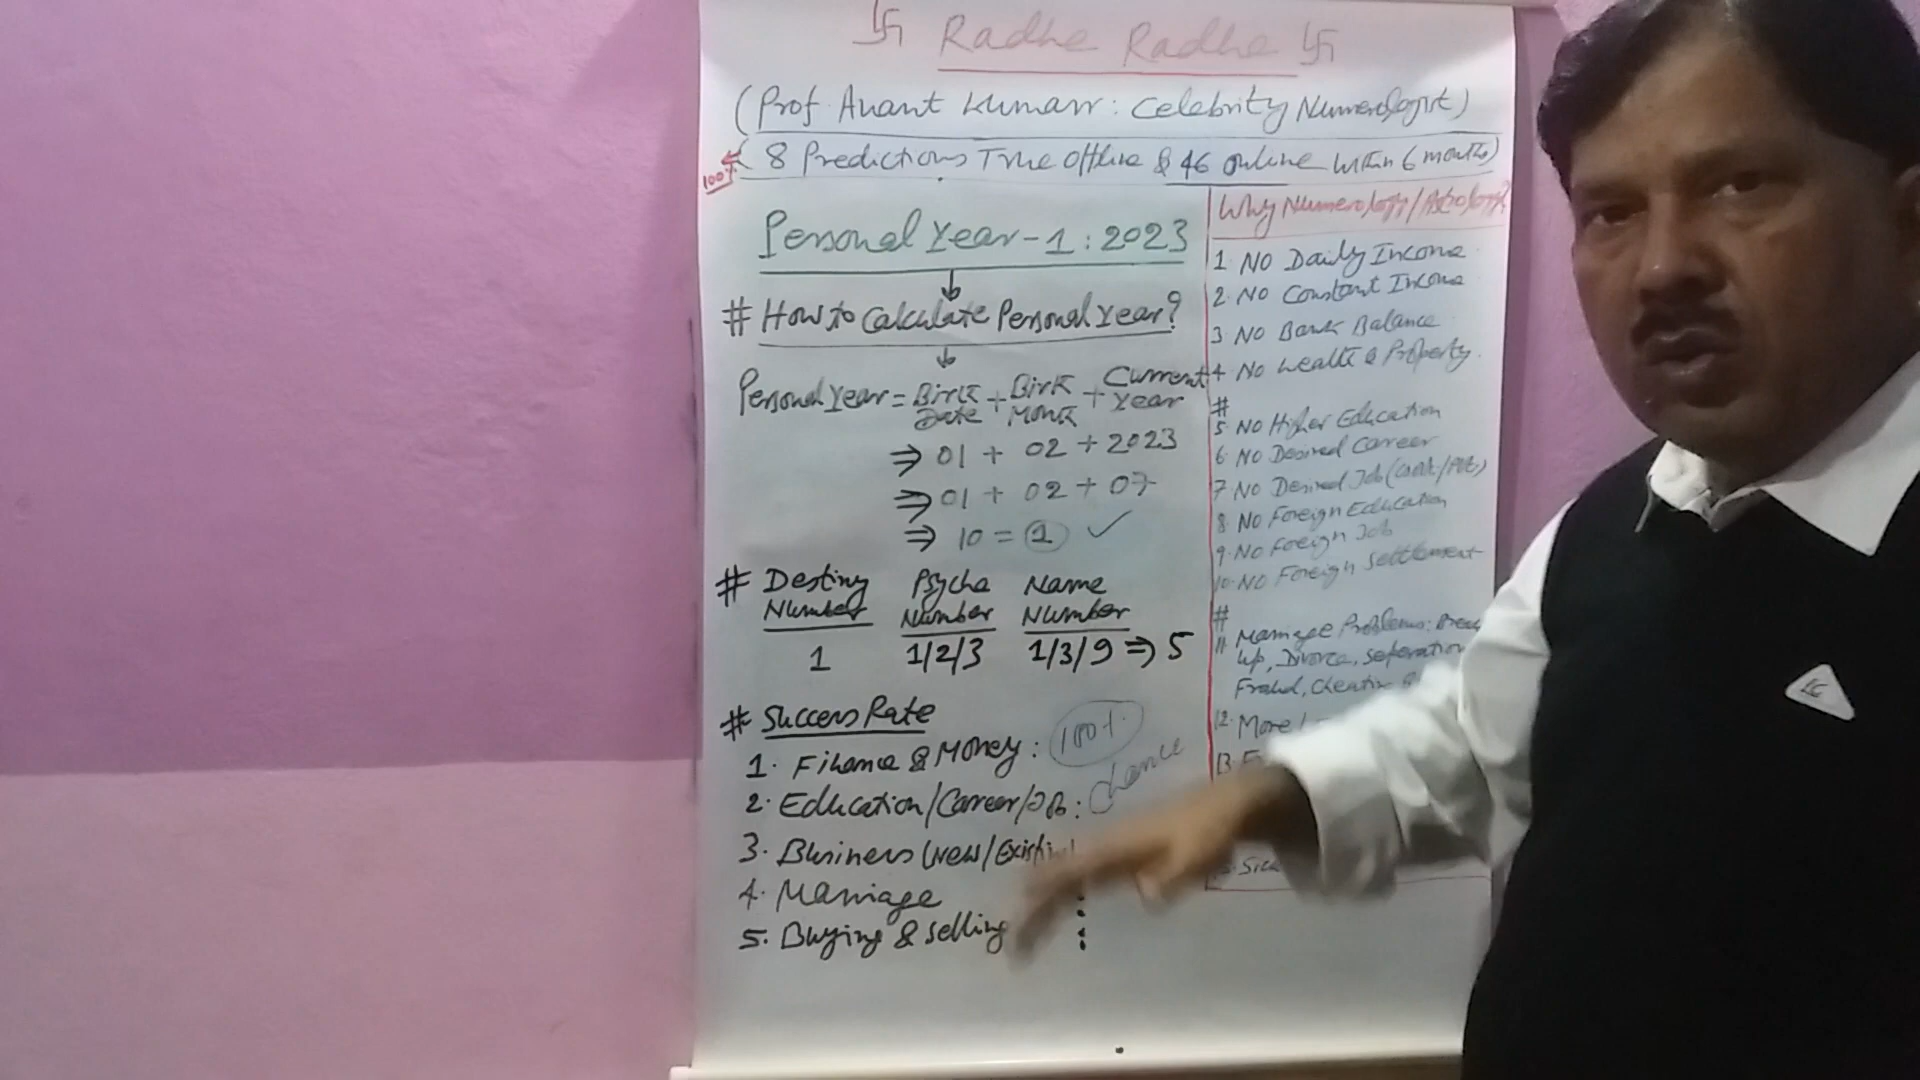 卐 Radhe Radhe 卐
(Prof. Anant Kumarr: Celebrity Numerologist)
100% ← 8 Predictions True Offline & 46 online within 6 months)
Personal Year-1: 2023
↓
# How to Calculate Personal Year?
↓
Personal Year = Birth Date + Birth Month + Current Year
⇒ 01 + 02 + 2023
⇒ 01 + 02 + 07
⇒ 10 = 1 ✓
# Destiny Number Psyche Number Name Number
1 1/2/3 1/3/9 ⇒ 5
# Success Rate
1. Finance & Money: 100%
2. Education/Career/Job: chance
3. Business (New/Existing
4. Marriage
5. Buying & Selling :
Why Numerology/Astrology?
1. No Daily Income
2. No Constant Income
3. No Bank Balance
4. No Wealth & Property.
#
5 No Higher Education
6. No Desired Career
7 No Desired Job (Govt./Pvt.)
8. No Foreign Education
9. No Foreign Job
10. No Foreign Settlement
#
11 Marriage Problems: Break
up, Divorce, Seperation
Fraud, Cheating
12. More
13.